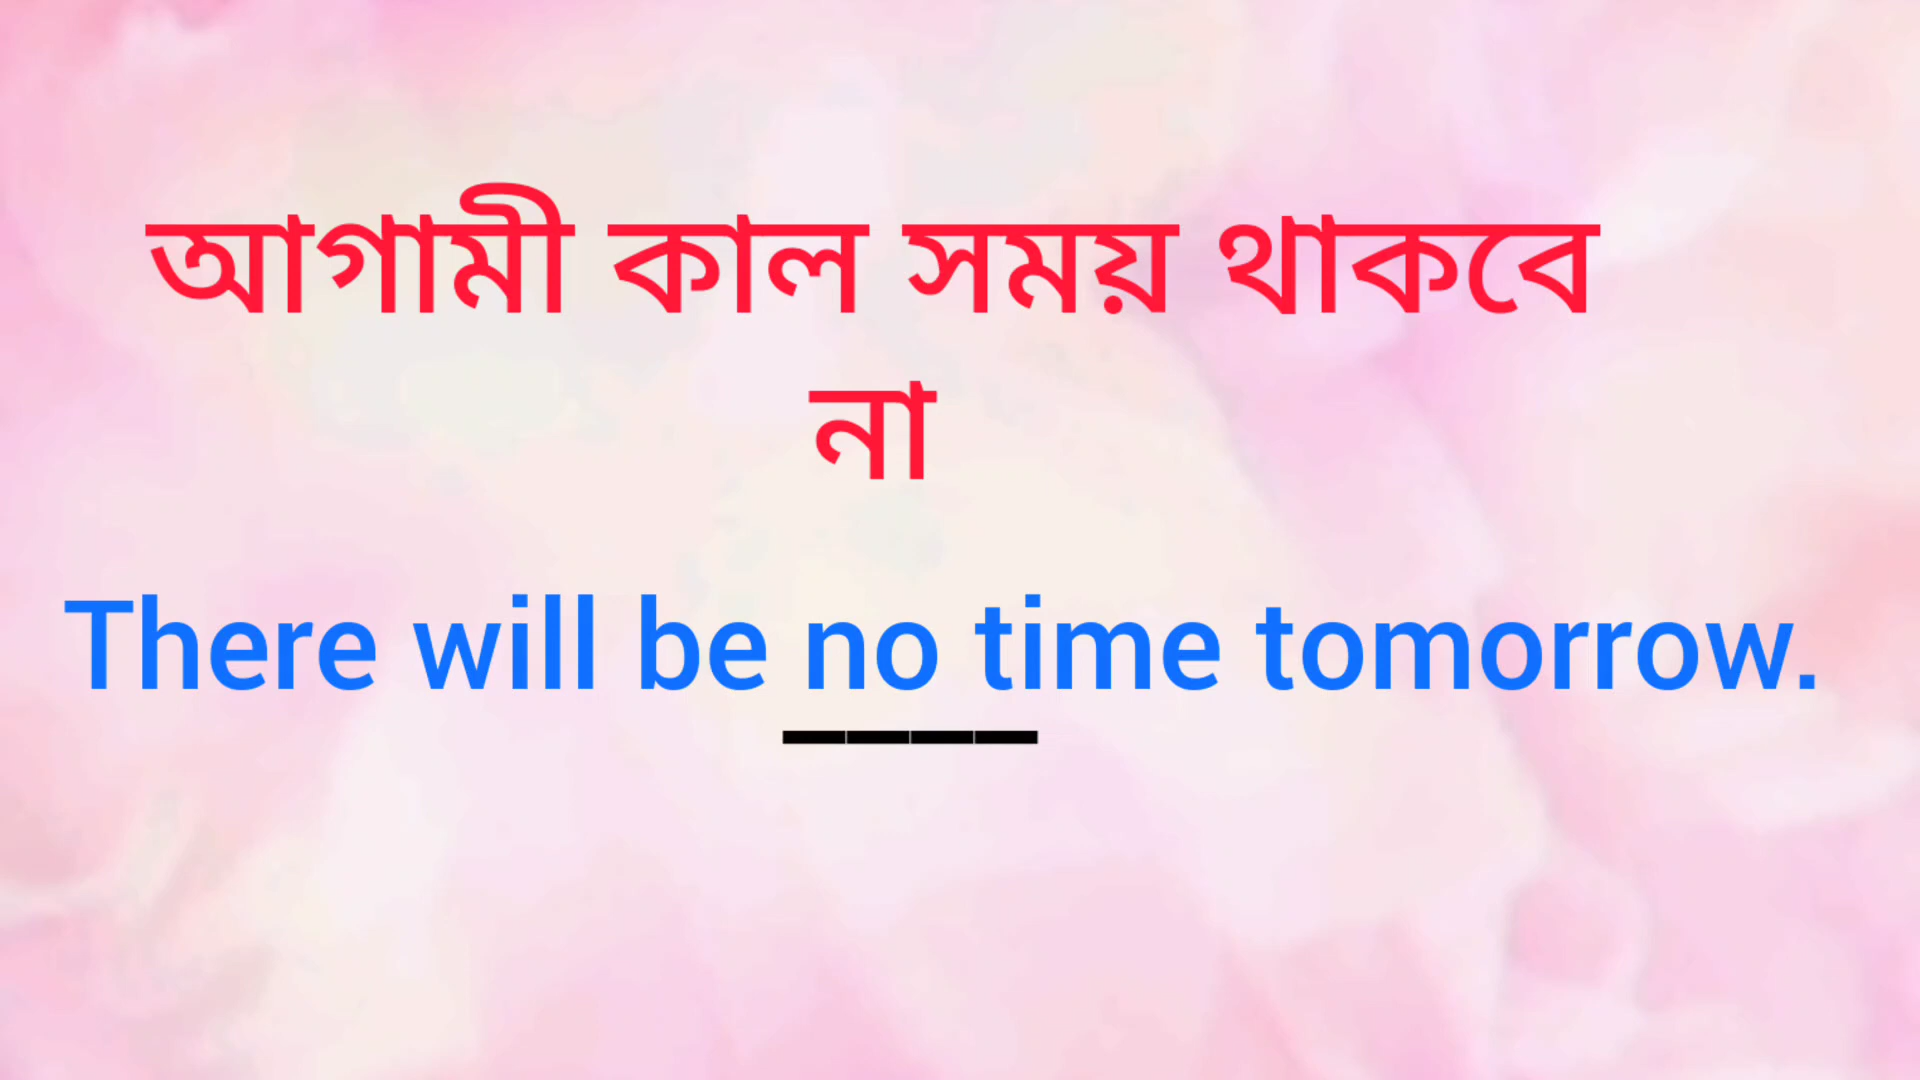 আগামী কাল সময় থাকবে
না
There will be no time tomorrow.